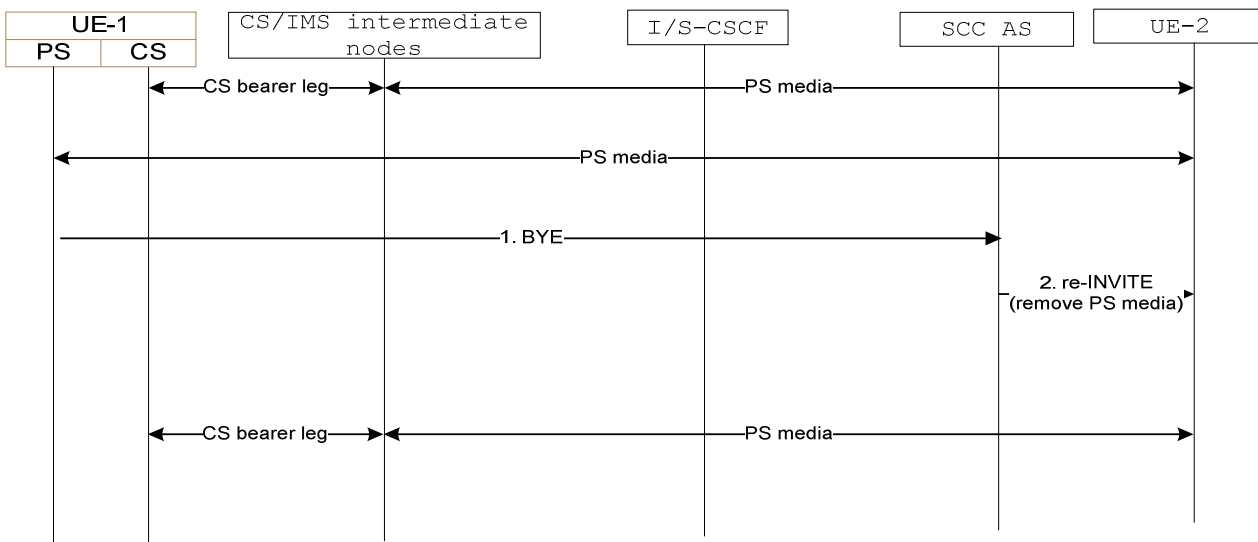 UE-1
PS CS
CS/IMS intermediate
nodes
I/S-CSCF
SCC AS
UE-2
CS bearer leg
PS media
PS media
1. BYE
2. re-INVITE
(remove PS media)
CS bearer leg
PS media